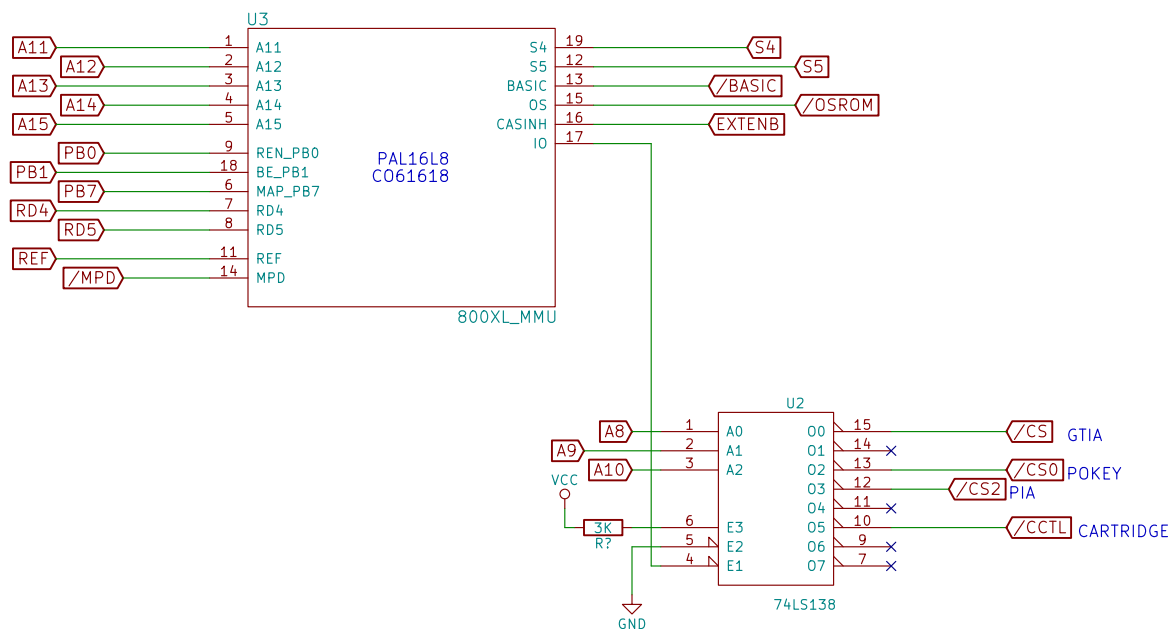 U3
A11 1 A11 S4 19 S4
A12 2 A12 S5 12 S5
A13 3 A13 BASIC 13 /BASIC
A14 4 A14 OS 15 /OSROM
A15 5 A15 CASINH 16 EXTENB
IO 17
PB0 9 REN_PB0
PAL16L8
PB1 18 BE_PB1
CO61618
PB7 6 MAP_PB7
RD4 7 RD4
RD5 8 RD5
REF 11 REF
/MPD 14 MPD
800XL_MMU
U2
A8 1 A0 O0 15 /CS GTIA
A9 2 A1 O1 14
A10 3 A2 O2 13 /CS0 POKEY
VCC
O3 12 /CS2 PIA
O4 11
3K 6 E3 O5 10 /CCTL CARTRIDGE
R? 5 E2 O6 9
4 E1 O7 7
74LS138
GND